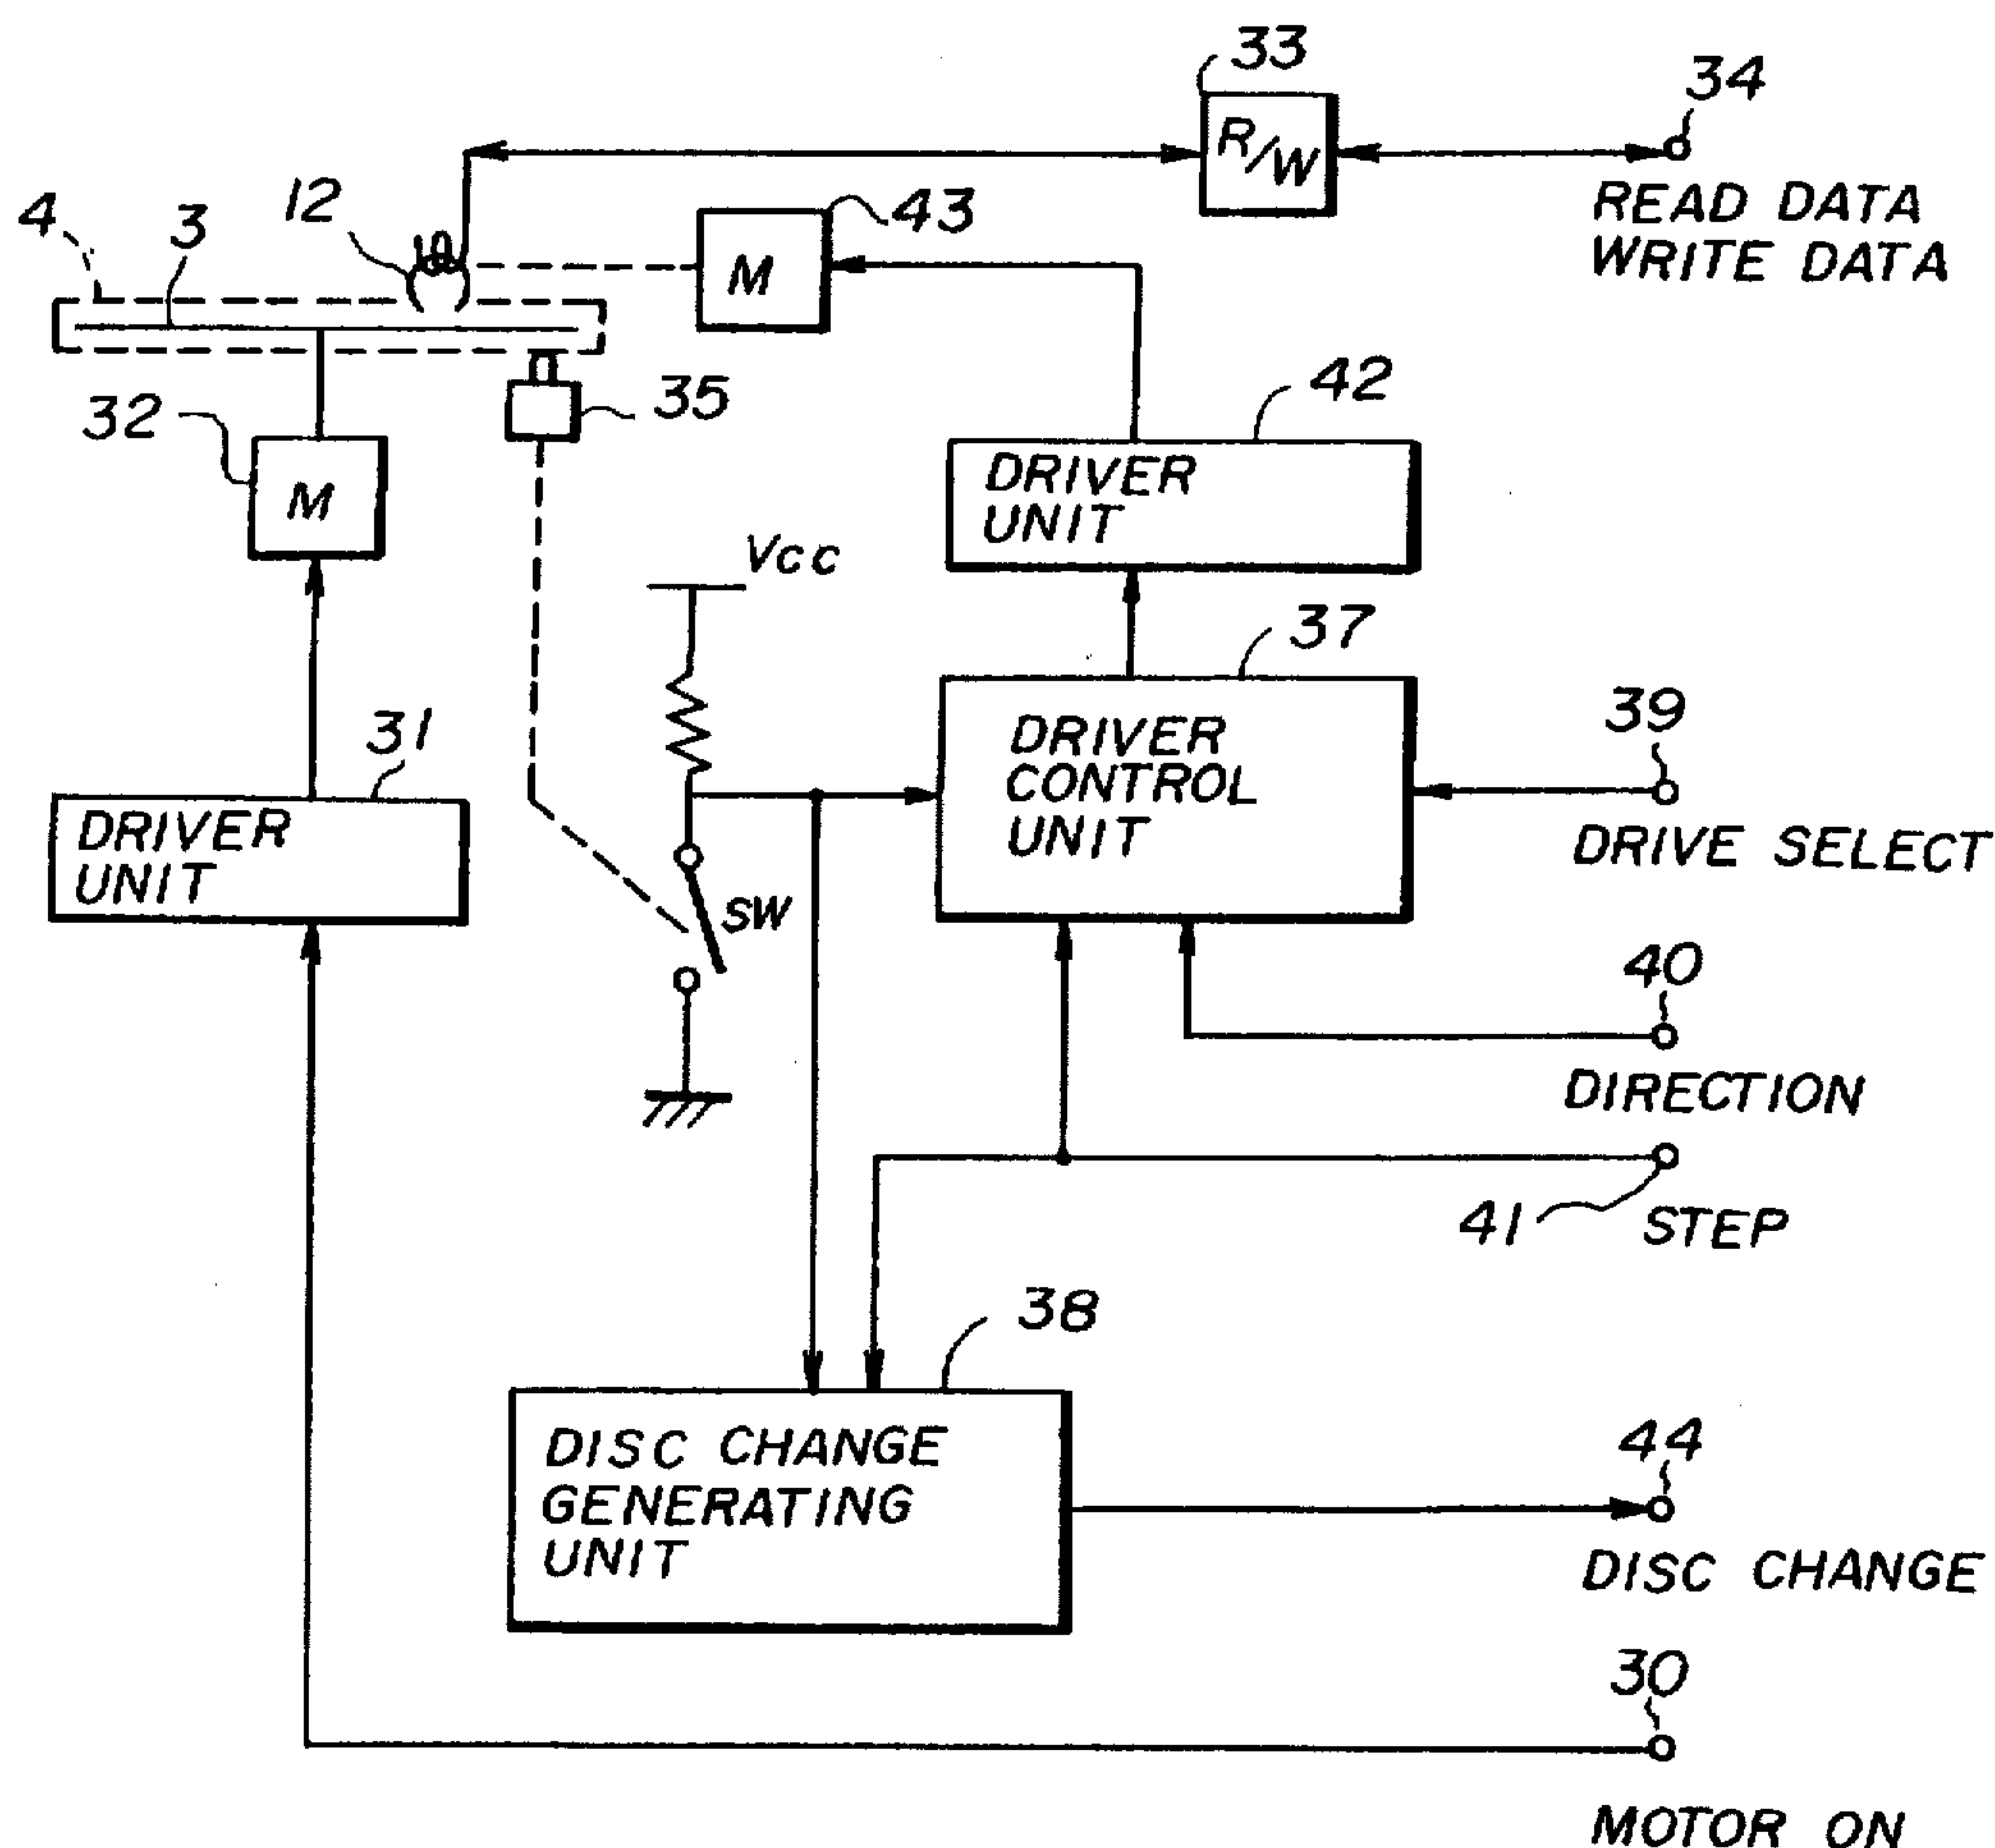 33
34
R/W
READ DATA
WRITE DATA
4
3
12
43
M
35
42
32
M
DRIVER
UNIT
Vcc
37
DRIVER
CONTROL
UNIT
39
DRIVE SELECT
31
DRIVER
UNIT
SW
40
DIRECTION
41
STEP
38
DISC CHANGE
GENERATING
UNIT
44
DISC CHANGE
30
MOTOR ON